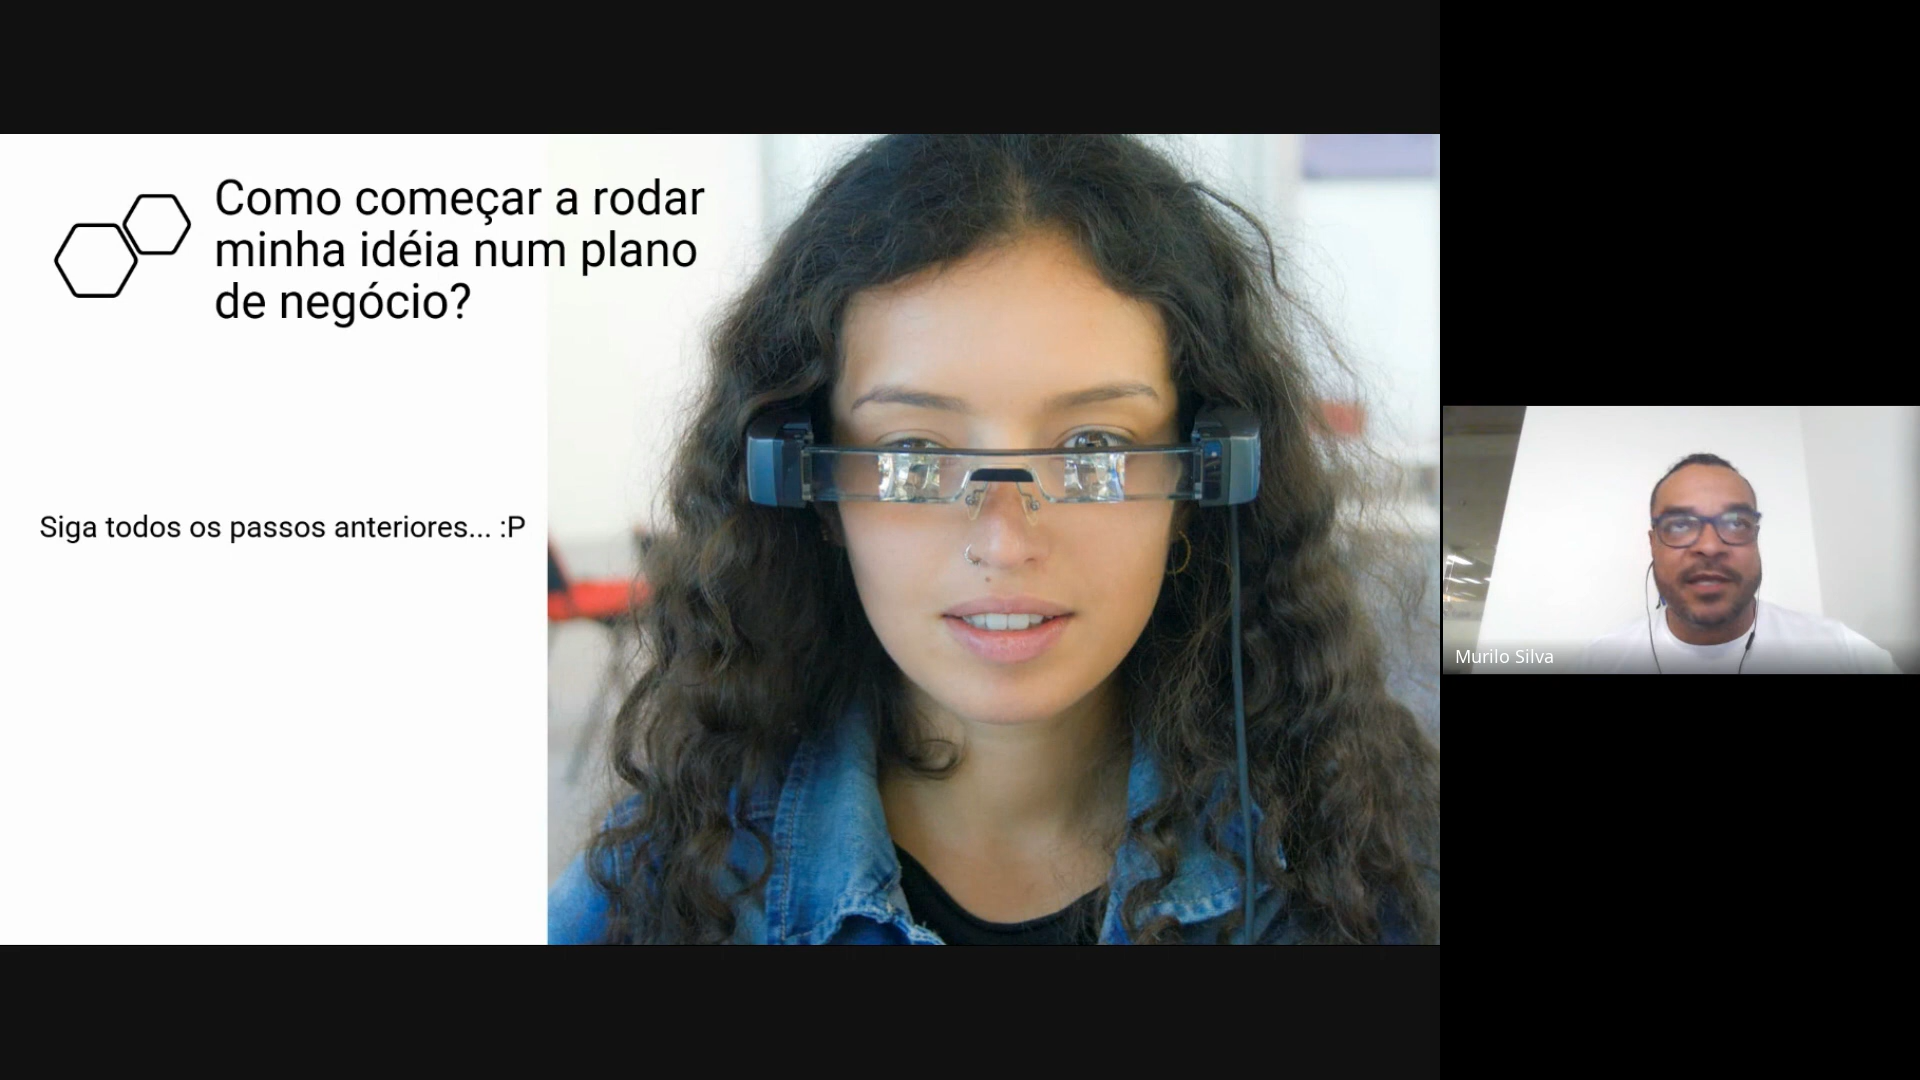 Como começar a rodar
minha idéia num plano
de negócio?
Siga todos os passos anteriores... :P
Murilo Silva